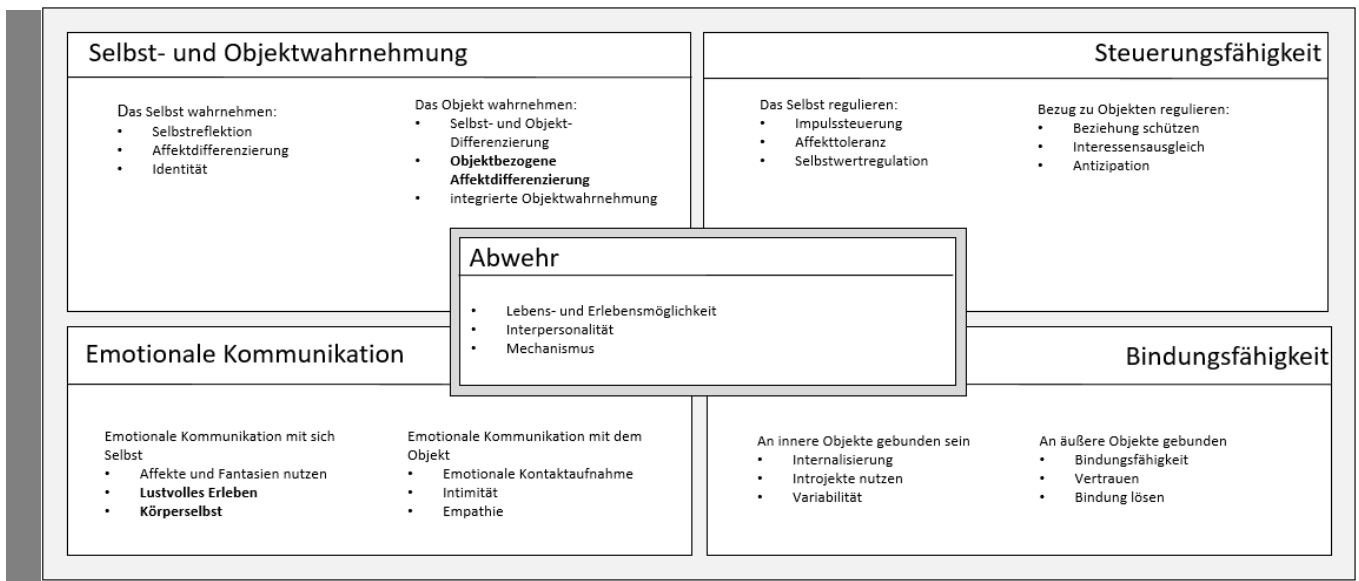 Selbst- und Objektwahrnehmung
Das Selbst wahrnehmen:
• Selbstreflektion
• Affektdifferenzierung
• Identität
Das Objekt wahrnehmen:
• Selbst- und Objekt-
Differenzierung
• Objektbezogene
Affektdifferenzierung
• integrierte Objektwahrnehmung
Steuerungsfähigkeit
Das Selbst regulieren:
• Impulssteuerung
• Affekttoleranz
• Selbstwertregulation
Bezug zu Objekten regulieren:
• Beziehung schützen
• Interessensausgleich
• Antizipation
Abwehr
• Lebens- und Erlebensmöglichkeit
• Interpersonalität
• Mechanismus
Emotionale Kommunikation
Emotionale Kommunikation mit sich
Selbst
• Affekte und Fantasien nutzen
• Lustvolles Erleben
• Körperselbst
Emotionale Kommunikation mit dem
Objekt
• Emotionale Kontaktaufnahme
• Intimität
• Empathie
Bindungsfähigkeit
An innere Objekte gebunden sein
• Internalisierung
• Introjekte nutzen
• Variabilität
An äußere Objekte gebunden
• Bindungsfähigkeit
• Vertrauen
• Bindung lösen